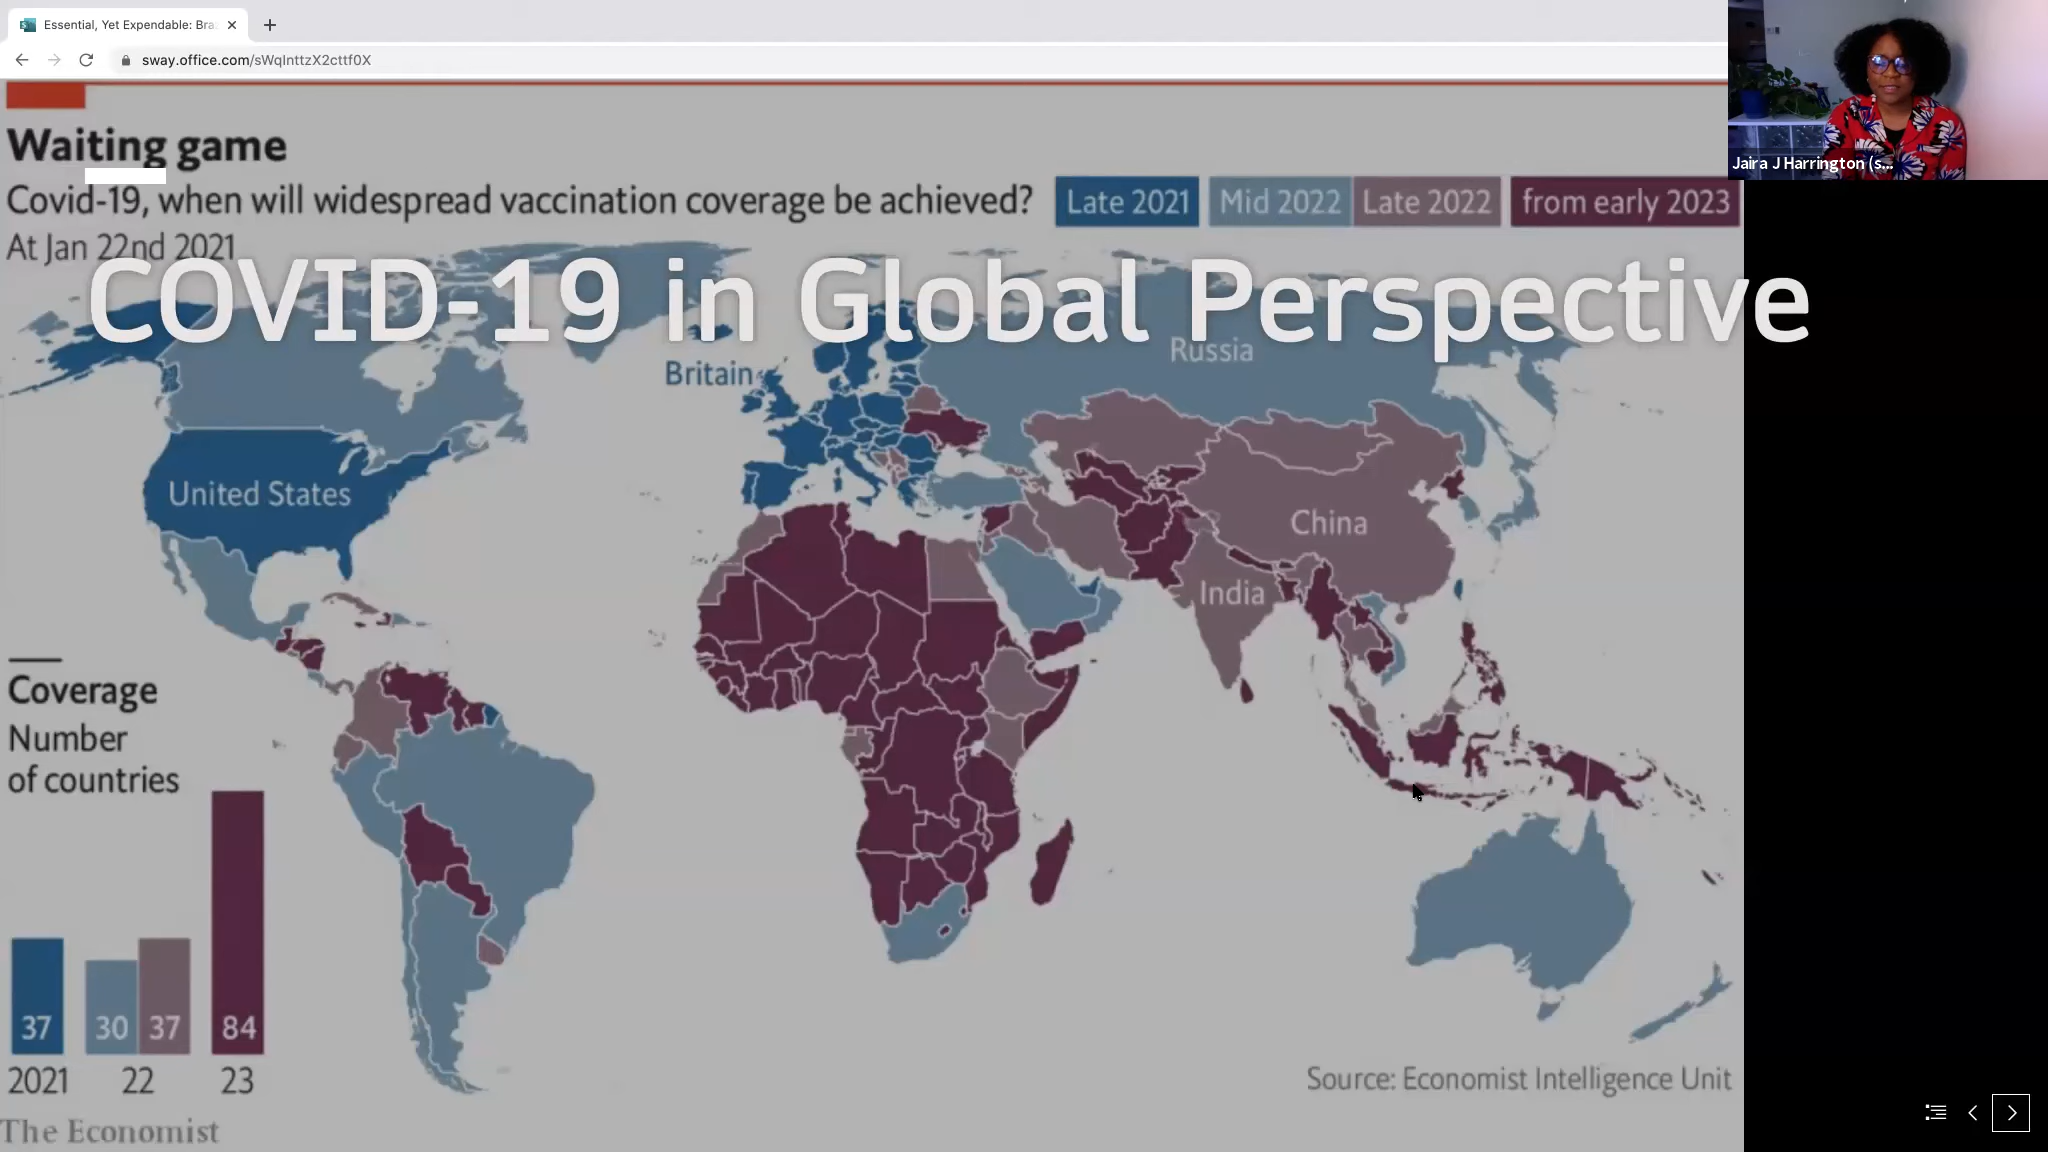 Essential, Yet Expendable: Bra
sway.office.com/sWqInttzX2cttf0X
Jaira J Harrington (s...
Waiting game
Covid-19, when will widespread vaccination coverage be achieved?
Late 2021 Mid 2022 Late 2022 from early 2023
At Jan 22nd 2021
COVID-19 in Global Perspective
Russia
Britain
United States
China
India
Coverage
Number
of countries
37 30 37 84
2021 22 23
Source: Economist Intelligence Unit
The Economist